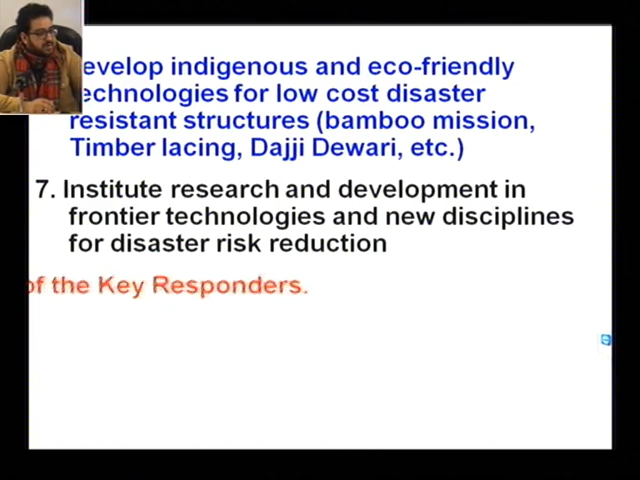 evelop indigenous and eco-friendly
echnologies for low cost disaster
resistant structures (bamboo mission,
Timber lacing, Dajji Dewari, etc.)
7. Institute research and development in
frontier technologies and new disciplines
for disaster risk reduction
of the Key Responders.